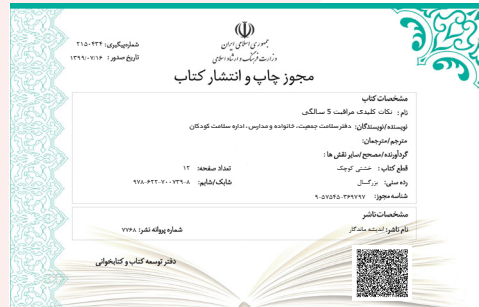 جمهوری اسلامی ایران
وزارت فرهنگ و ارشاد اسلامی
شماره‌پیگیری: ۲۱۵۰۴۳۴
تاریخ صدور: ۱۳۹۹/۰۷/۱۶
مجوز چاپ و انتشار کتاب
مشخصات کتاب
نام: نکات کلیدی مراقبت 5 سالگی
نویسنده/نویسندگان: دفتر سلامت جمعیت، خانواده و مدارس، اداره سلامت کودکان
مترجم/مترجمان:
گردآورنده/مصحح/سایر نقش ها:
قطع کتاب: خشتی کوچک
تعداد صفحه: ۱۲
رده سنی: بزرگسال
شابک/شاپم: ۹۷۸-۶۲۲-۷۰۰۷۳۹-۸
شناسه مجوز: ۹-۵۷۵۴۵-۳۶۹۷۹۷
مشخصات ناشر
نام ناشر: اندیشه ماندگار
شماره پروانه نشر: ۷۷۶۸
دفتر توسعه کتاب و کتابخوانی